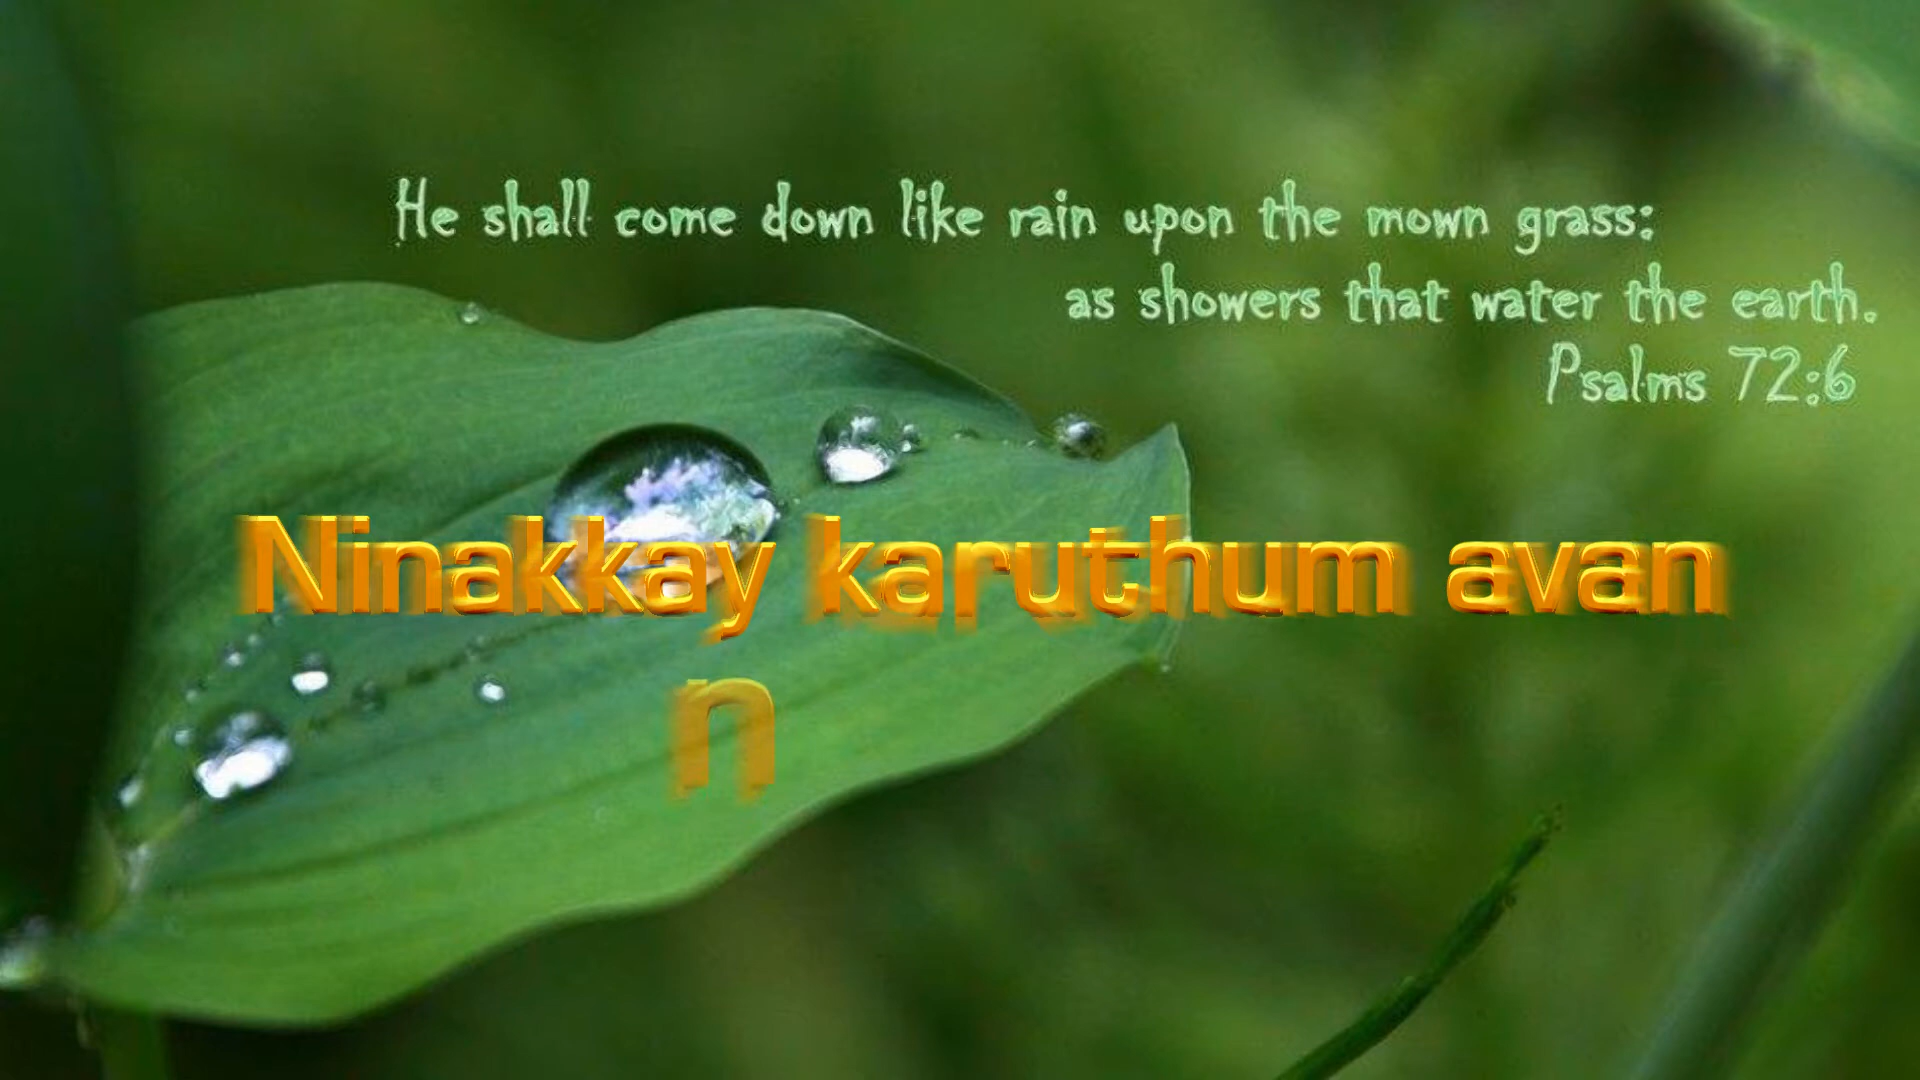 He shall come down like rain upon the mown grass:
as showers that water the earth.
Psalms 72:6
Ninakkay karuthum avan
n